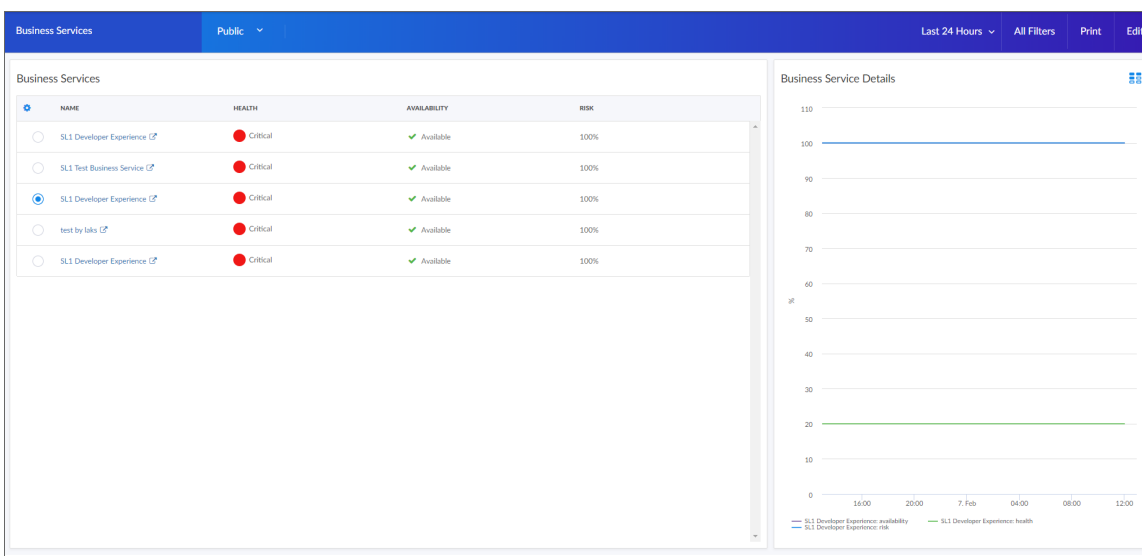 Business Services Public Last 24 Hours All Filters Print Edit
Business Services
NAME HEALTH AVAILABILITY RISK
SL1 Developer Experience Critical Available 100%
SL1 Test Business Service Critical Available 100%
SL1 Developer Experience Critical Available 100%
test by laks Critical Available 100%
SL1 Developer Experience Critical Available 100%
Business Service Details
110
100
90
80
70
60
%
50
40
30
20
10
0
16:00 20:00 7. Feb 04:00 08:00 12:00
SL1 Developer Experience: availability SL1 Developer Experience: health
SL1 Developer Experience: risk